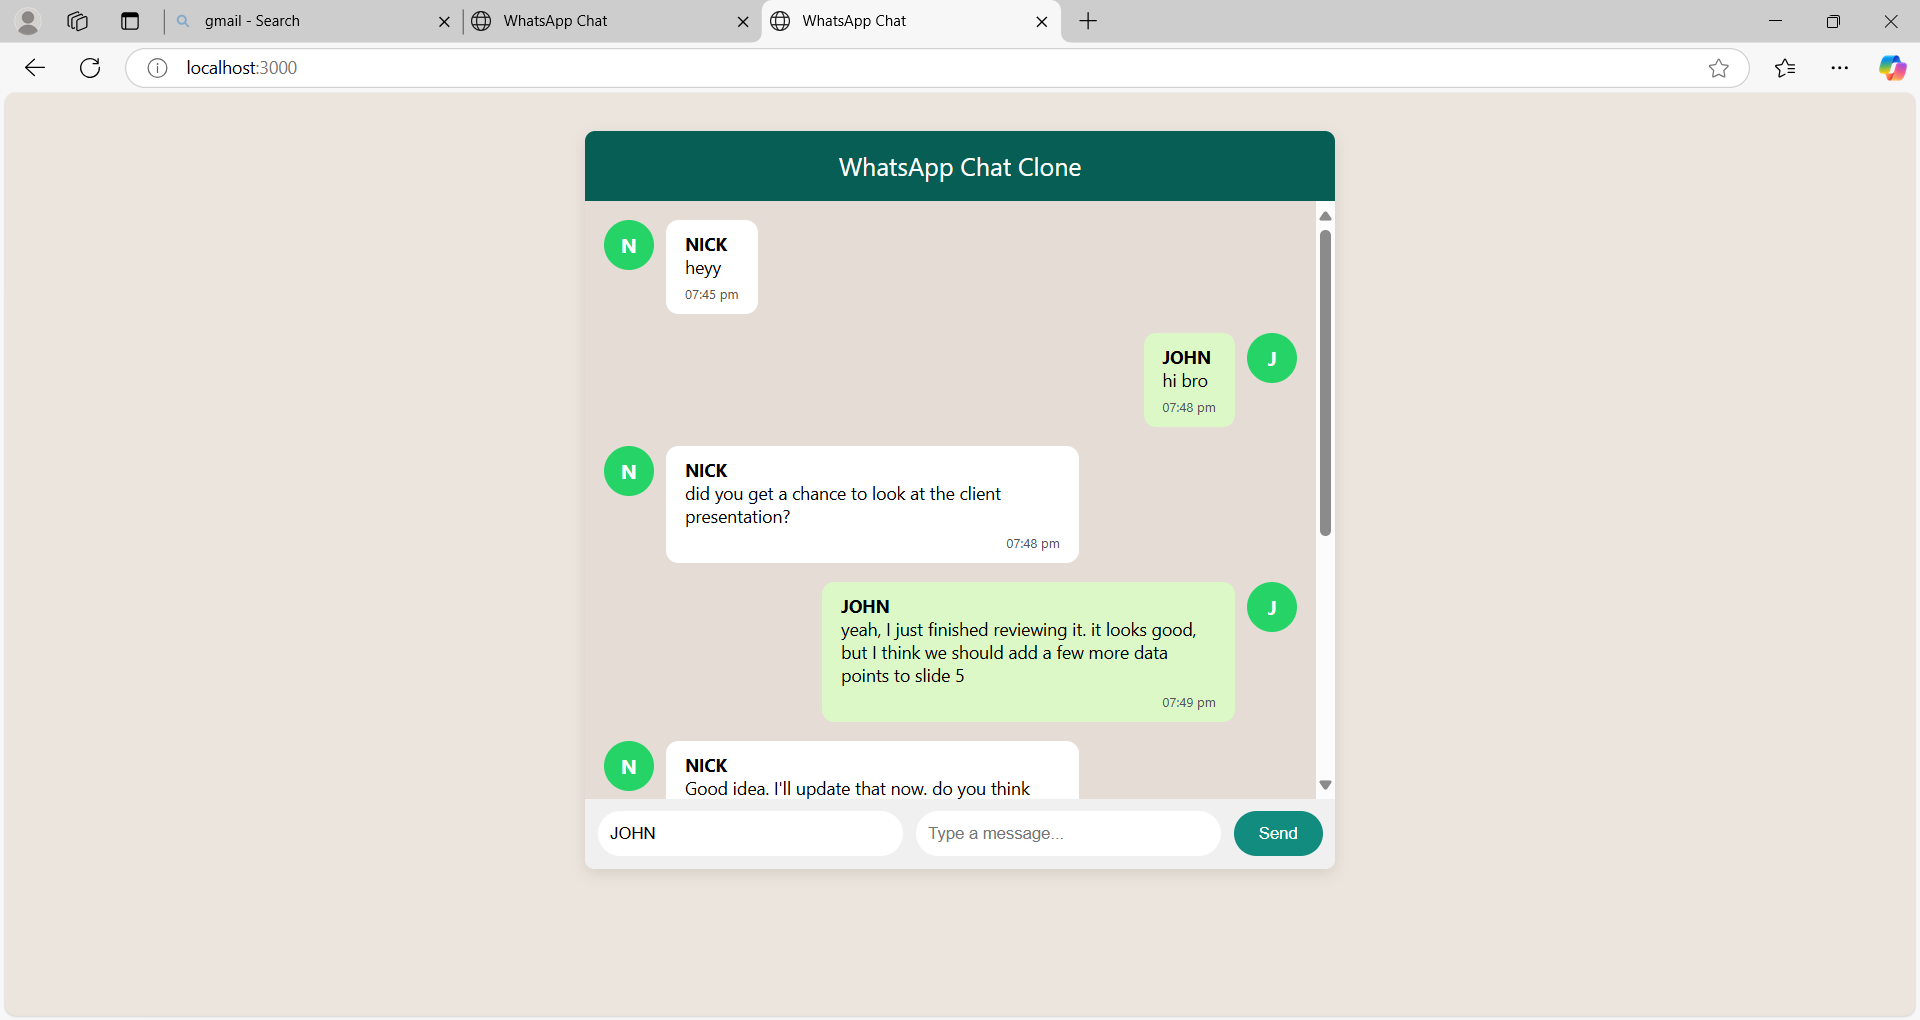 gmail - Search
WhatsApp Chat
WhatsApp Chat
localhost:3000
WhatsApp Chat Clone
N
NICK
heyy
07:45 pm
JOHN
hi bro
07:48 pm
J
N
NICK
did you get a chance to look at the client
presentation?
07:48 pm
JOHN
yeah, I just finished reviewing it. it looks good,
but I think we should add a few more data
points to slide 5
07:49 pm
J
N
NICK
Good idea. I'll update that now. do you think
JOHN
Type a message...
Send